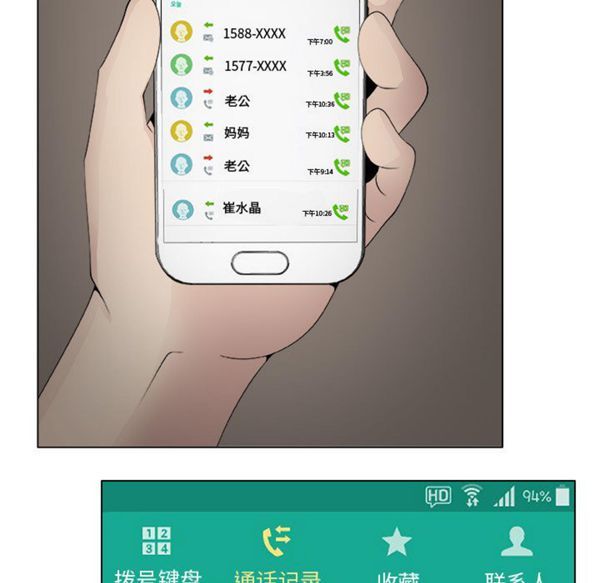 今天
1588-XXXX 下午7:00
1577-XXXX 下午3:56
老公 下午10:36
妈妈 下午10:13
老公 下午9:14
崔水晶 下午10:26
HD 94%
1 2
3 4
拨号键盘 通话记录 收藏 联系人